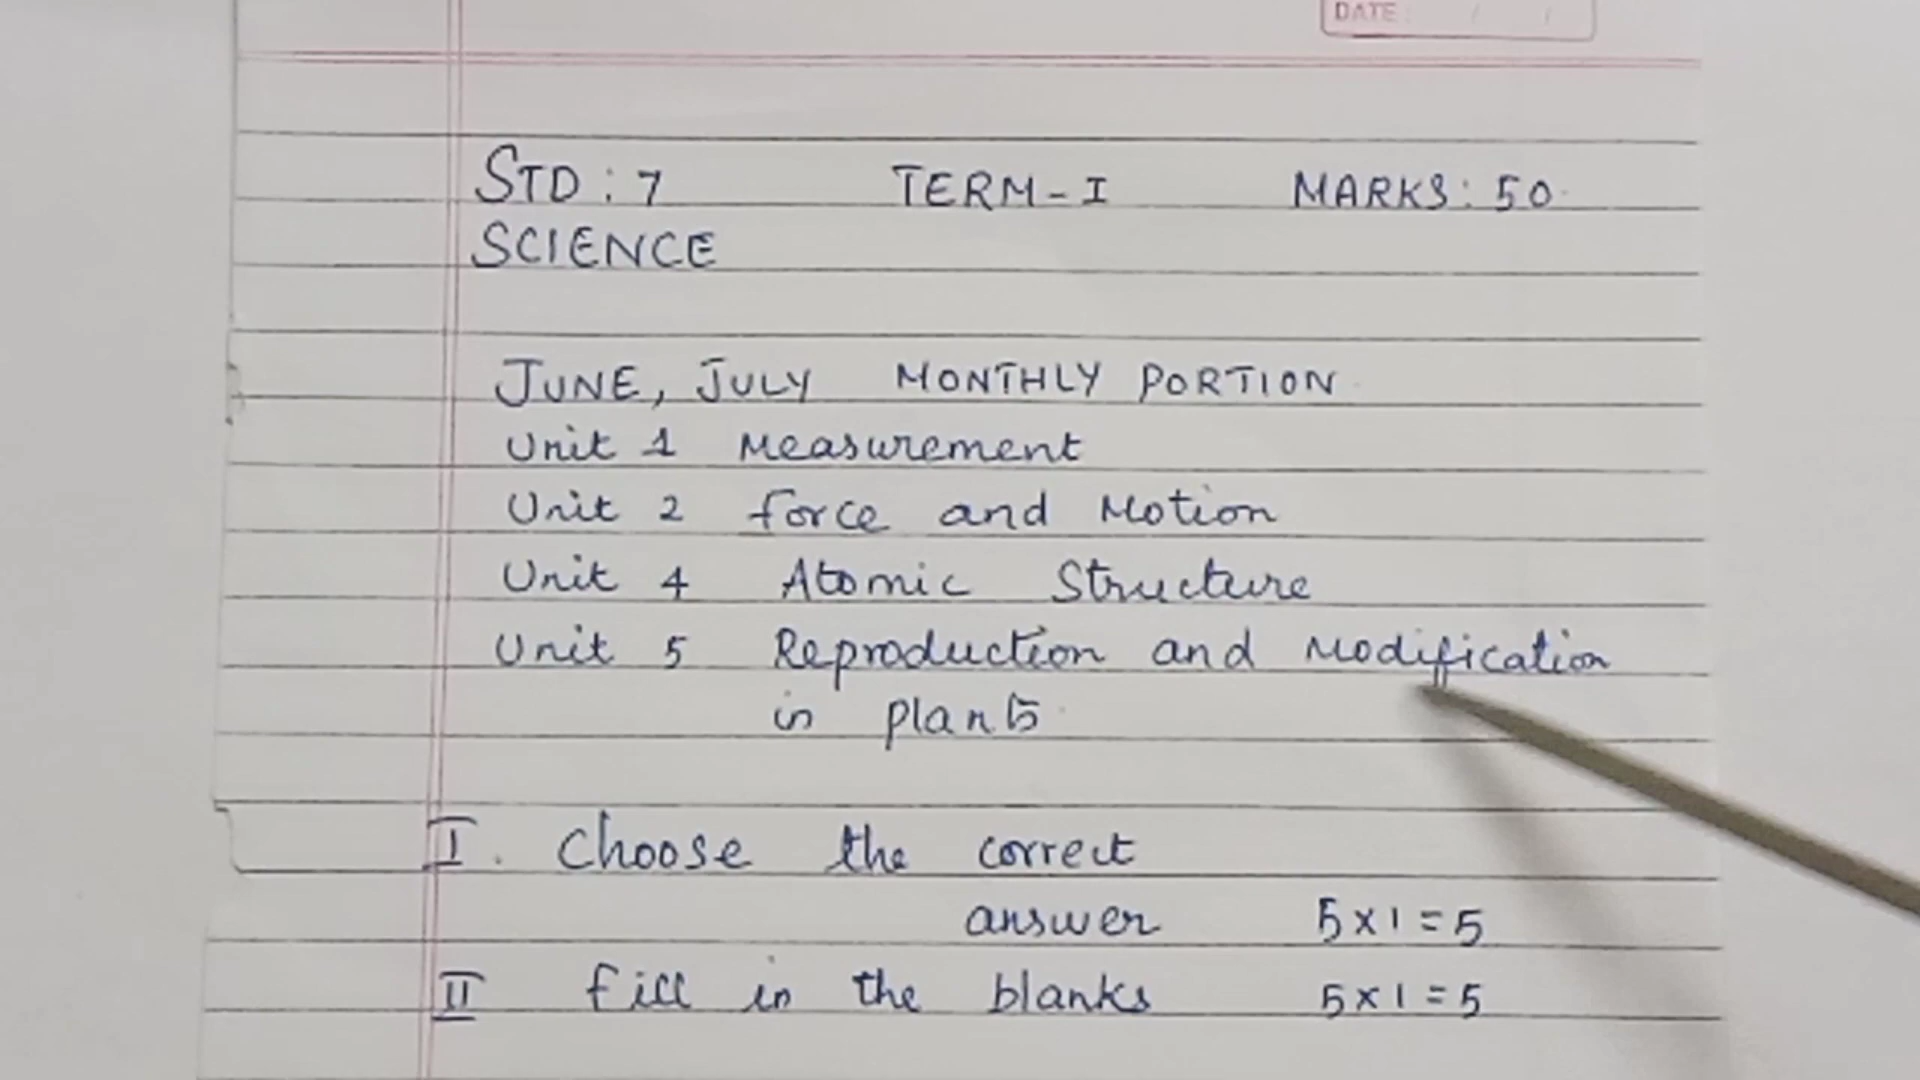 DATE: / /
STD: 7 TERM-I MARKS: 50
SCIENCE
JUNE, JULY MONTHLY PORTION
Unit 1 Measurement
Unit 2 Force and Motion
Unit 4 Atomic Structure
Unit 5 Reproduction and Modification
in plants
I. Choose the correct
answer 5x1=5
II Fill in the blanks 5x1=5